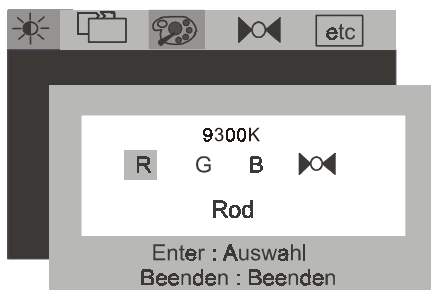 etc
9300K
R G B
Rod
Enter : Auswahl
Beenden : Beenden